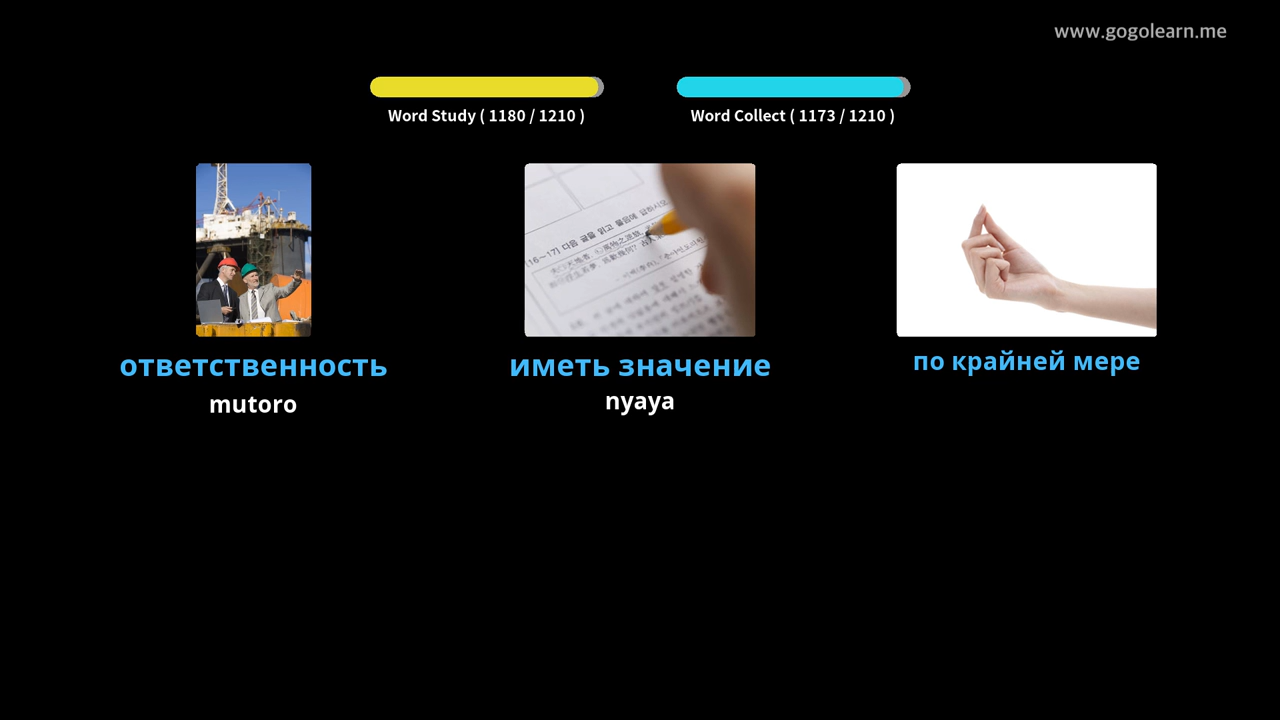 www.gogolearn.me
Word Study ( 1180 / 1210 )
Word Collect ( 1173 / 1210 )
ответственность
иметь значение
по крайней мере
mutoro
nyaya